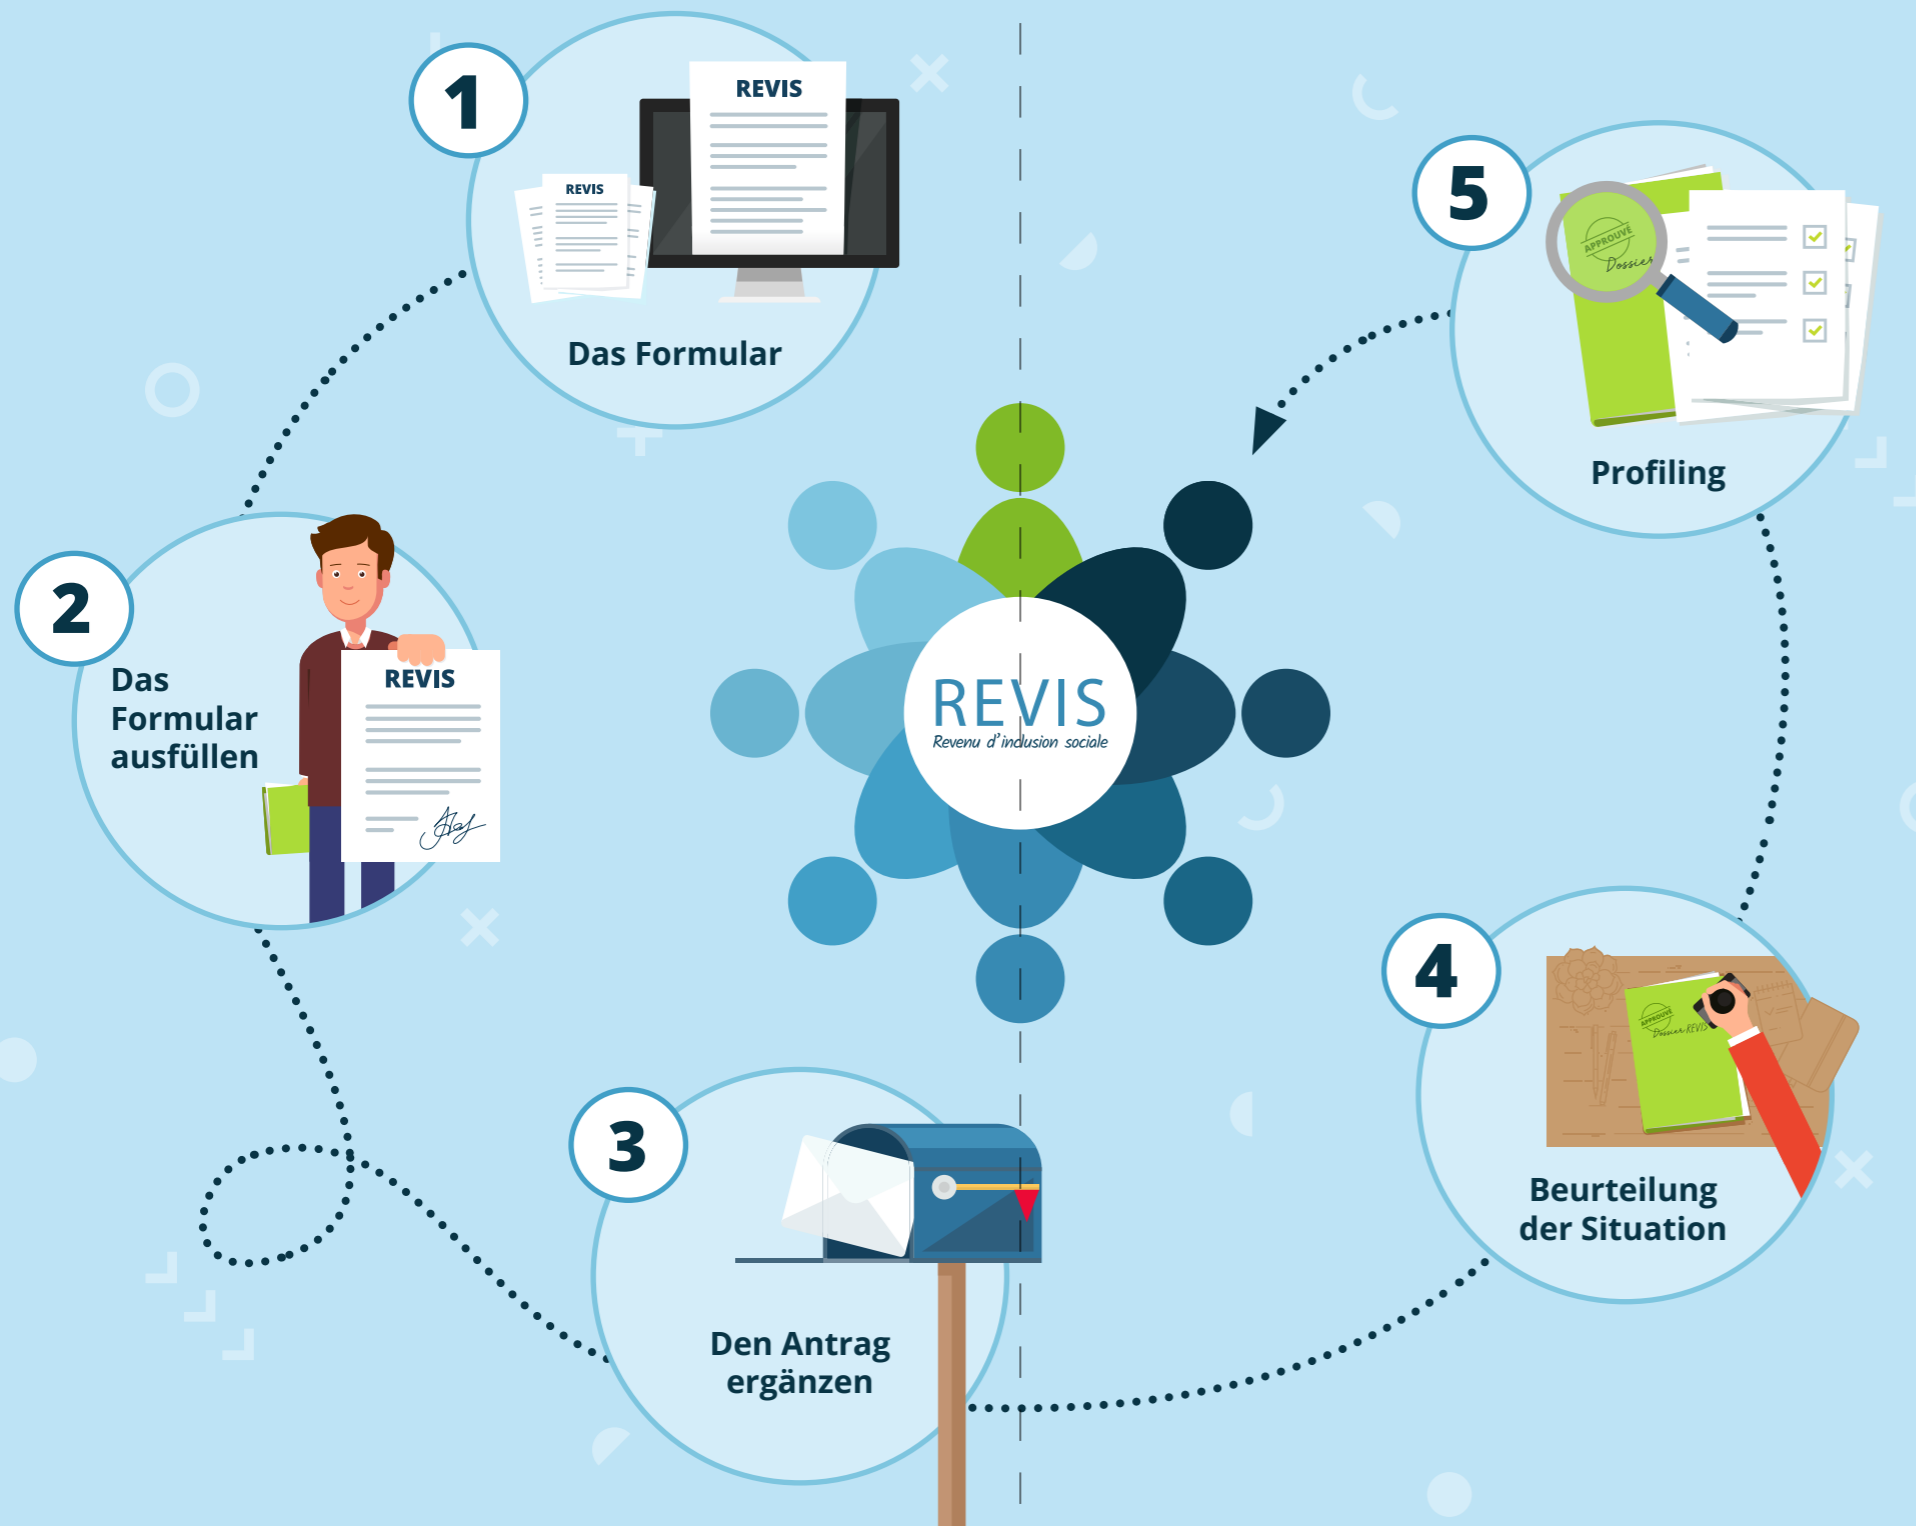 1
REVIS
REVIS
Das Formular
2
Das
Formular
ausfüllen
REVIS
3
Den Antrag
ergänzen
4
APPROUVÉ
Dossier REVIS
Beurteilung
der Situation
5
APPROUVÉ
Dossier
Profiling
REVIS
Revenu d'inclusion sociale